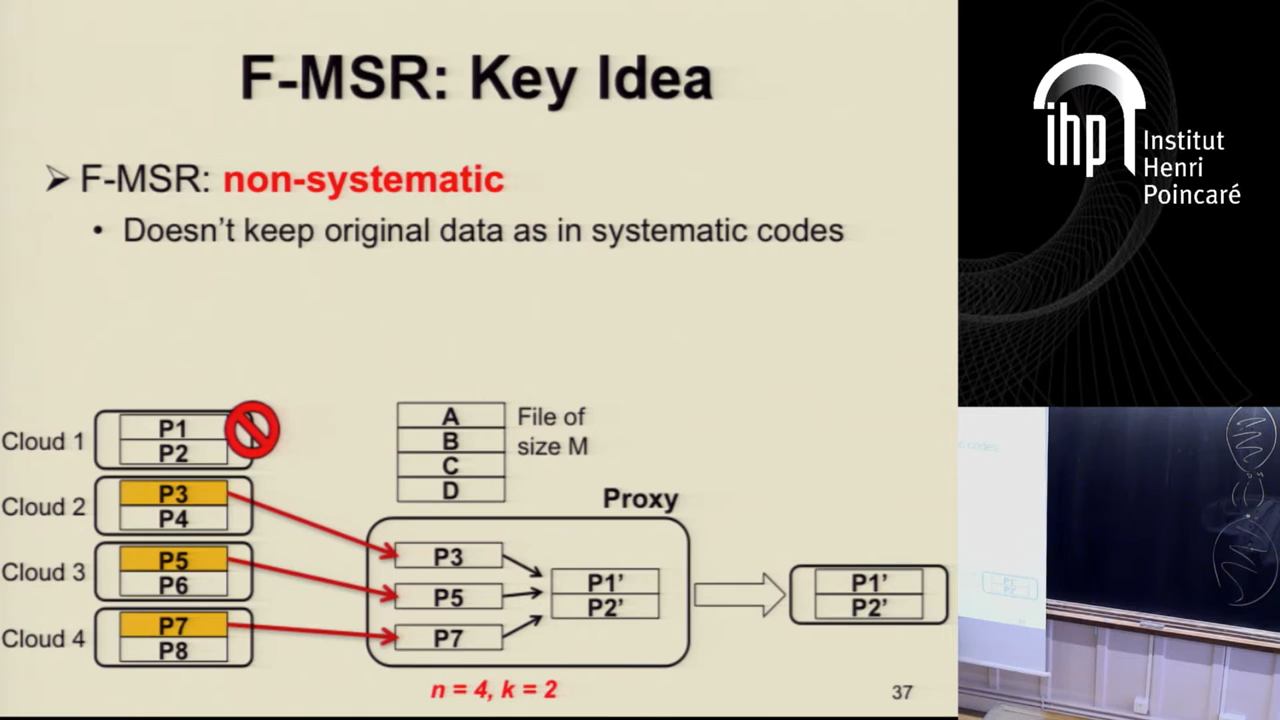 F-MSR: Key Idea
➢ F-MSR: non-systematic
• Doesn't keep original data as in systematic codes
Cloud 1
P1
P2
Cloud 2
P3
P4
Cloud 3
P5
P6
Cloud 4
P7
P8
A
B
C
D
File of
size M
Proxy
P3
P5
P7
P1'
P2'
P1'
P2'
n = 4, k = 2
37
ihp
Institut
Henri
Poincaré